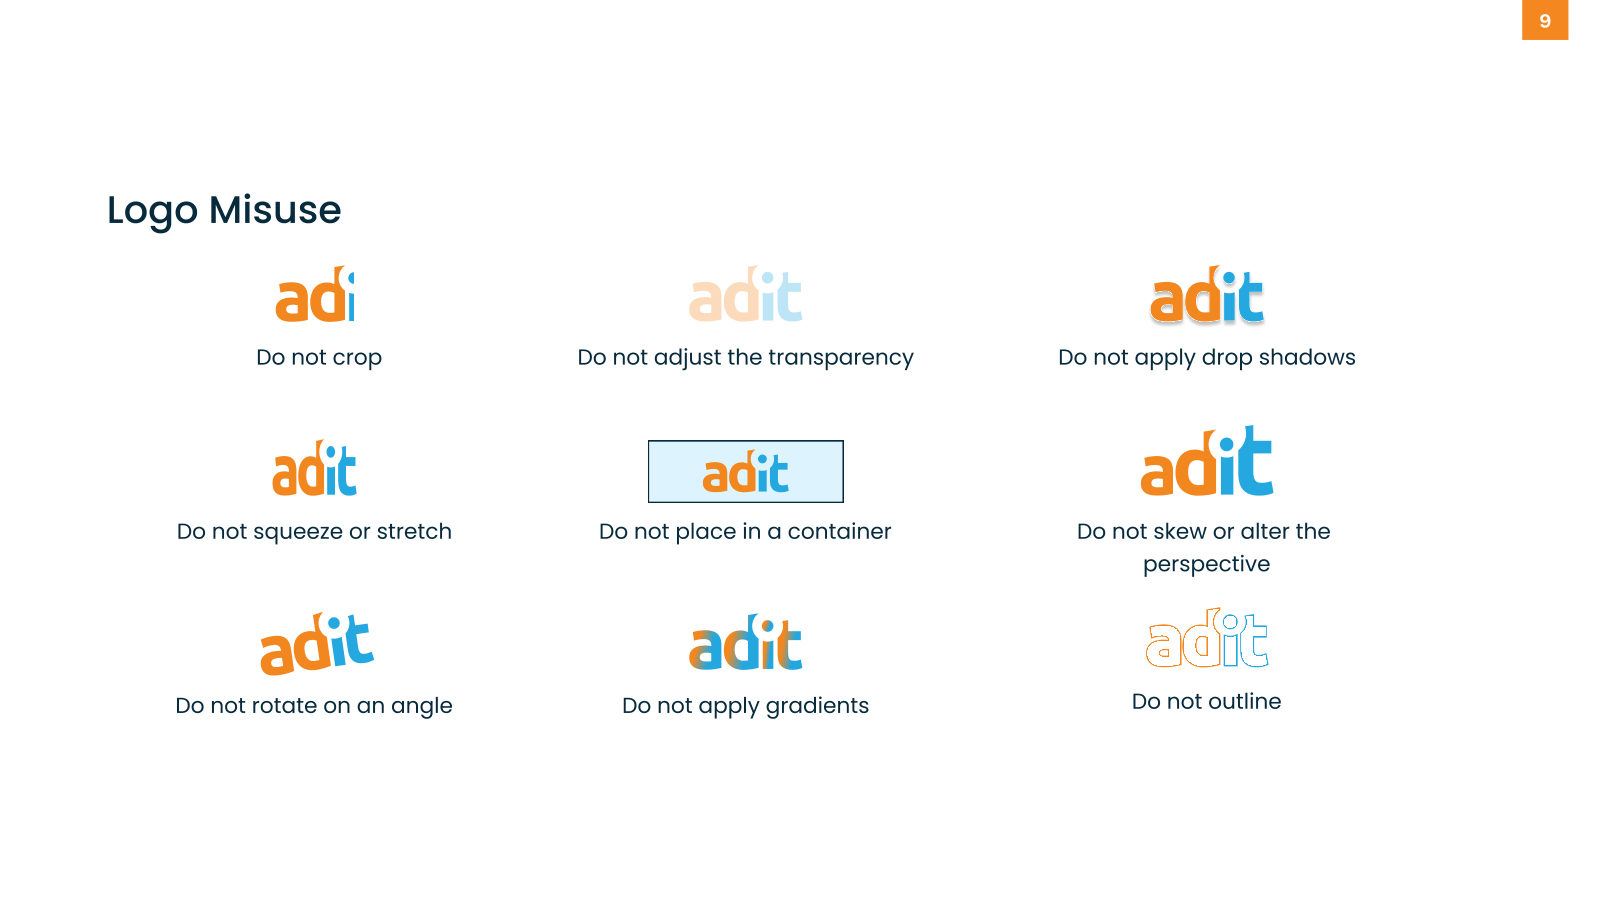 9
Logo Misuse
adi
adit
adit
Do not crop
Do not adjust the transparency
Do not apply drop shadows
adit
adit
adit
Do not squeeze or stretch
Do not place in a container
Do not skew or alter the
perspective
adit
adit
adit
Do not rotate on an angle
Do not apply gradients
Do not outline